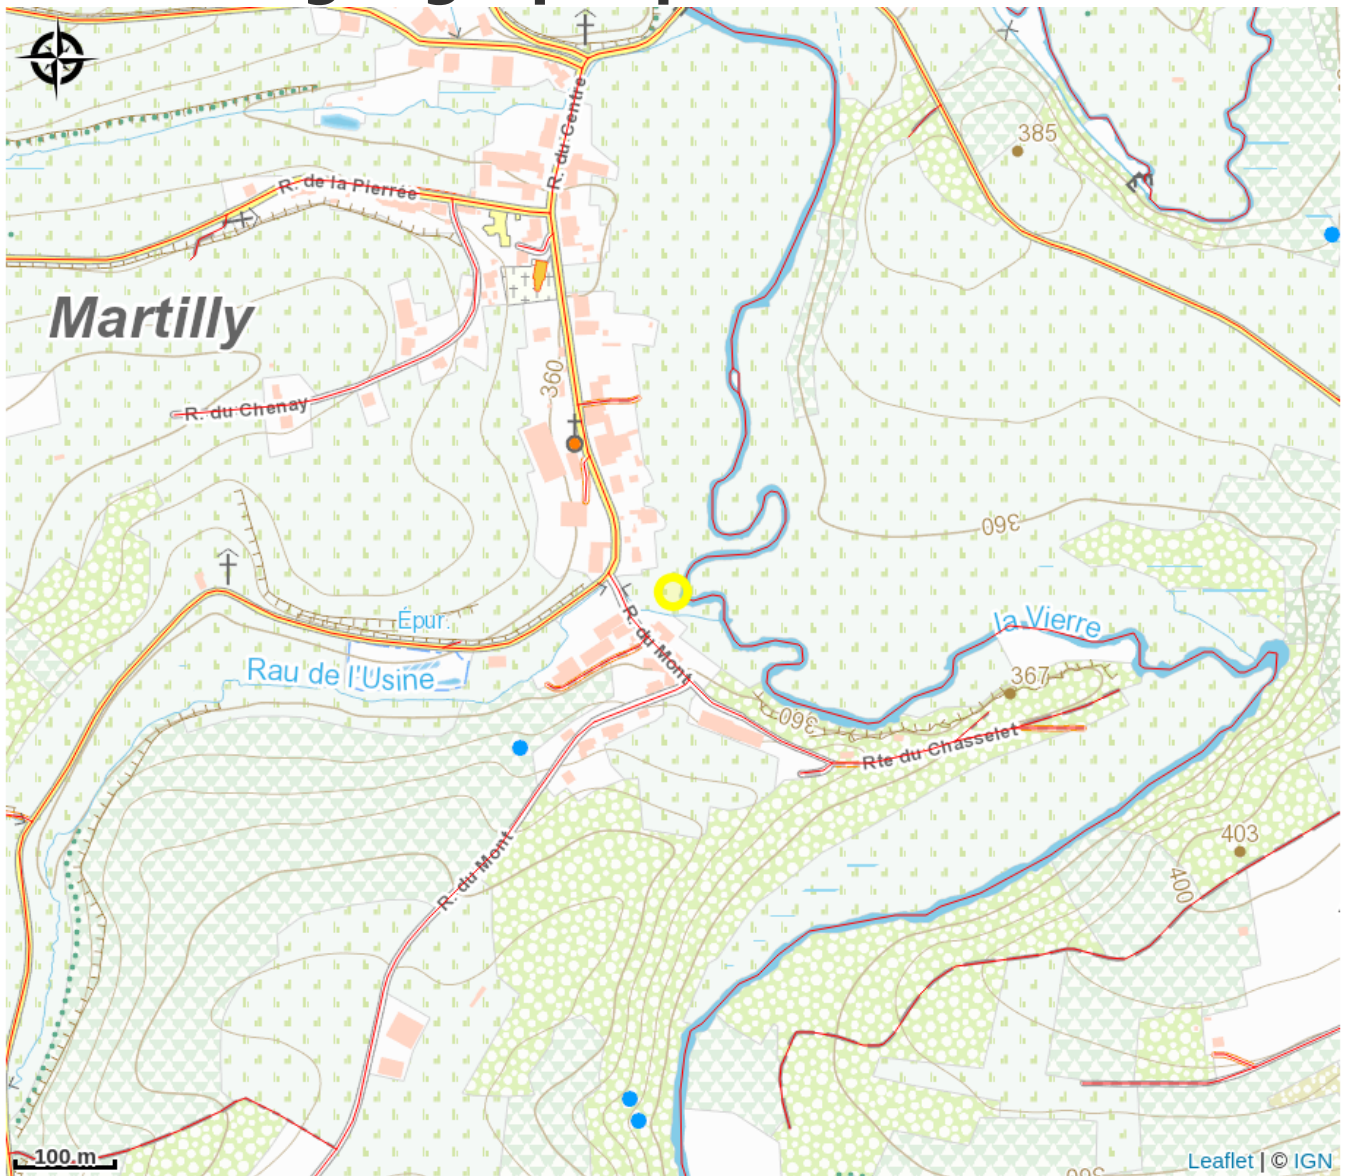 R. du Centre
385
R. de la Pierrée
Martilly
360
R. du Chenay
360
Épur.
R. du Mont
la Vierre
Rau de l'Usine
367
360
Rte du Chasselet
403
R. du Mont
400
100 m
Leaflet | © IGN